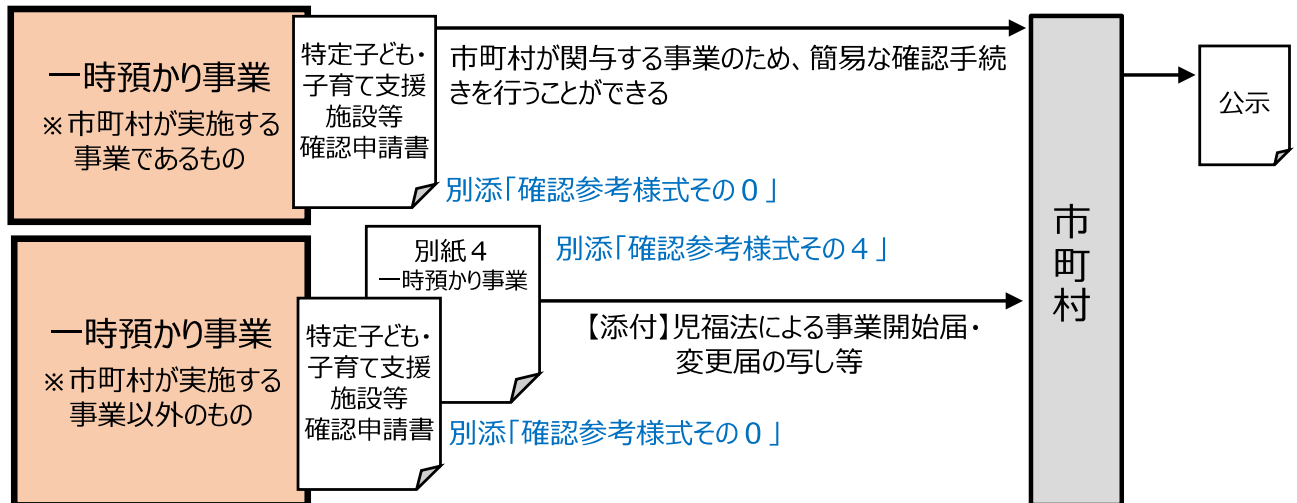 一時預かり事業
※市町村が実施する
事業であるもの
特定子ども・
子育て支援
施設等
確認申請書
市町村が関与する事業のため、簡易な確認手続
きを行うことができる
別添「確認参考様式その０」
公示
市町村
一時預かり事業
※市町村が実施する
事業以外のもの
別紙４
一時預かり事業
特定子ども・
子育て支援
施設等
確認申請書
別添「確認参考様式その４」
【添付】児福法による事業開始届・
変更届の写し等
別添「確認参考様式その０」